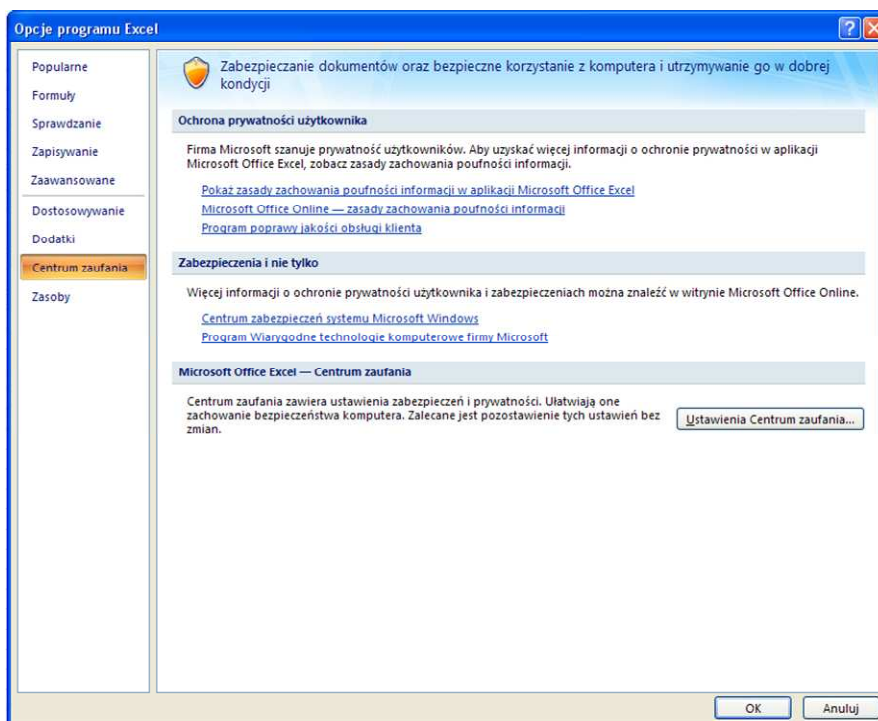 Opcje programu Excel
Popularne
Formuły
Sprawdzanie
Zapisywanie
Zaawansowane
Dostosowywanie
Dodatki
Centrum zaufania
Zasoby
Zabezpieczanie dokumentów oraz bezpieczne korzystanie z komputera i utrzymywanie go w dobrej
kondycji
Ochrona prywatności użytkownika
Firma Microsoft szanuje prywatność użytkowników. Aby uzyskać więcej informacji o ochronie prywatności w aplikacji
Microsoft Office Excel, zobacz zasady zachowania poufności informacji.
Pokaż zasady zachowania poufności informacji w aplikacji Microsoft Office Excel
Microsoft Office Online — zasady zachowania poufności informacji
Program poprawy jakości obsługi klienta
Zabezpieczenia i nie tylko
Więcej informacji o ochronie prywatności użytkownika i zabezpieczeniach można znaleźć w witrynie Microsoft Office Online.
Centrum zabezpieczeń systemu Microsoft Windows
Program Wiarygodne technologie komputerowe firmy Microsoft
Microsoft Office Excel — Centrum zaufania
Centrum zaufania zawiera ustawienia zabezpieczeń i prywatności. Ułatwiają one
zachowanie bezpieczeństwa komputera. Zalecane jest pozostawienie tych ustawień bez
zmian.
Ustawienia Centrum zaufania...
OK
Anuluj